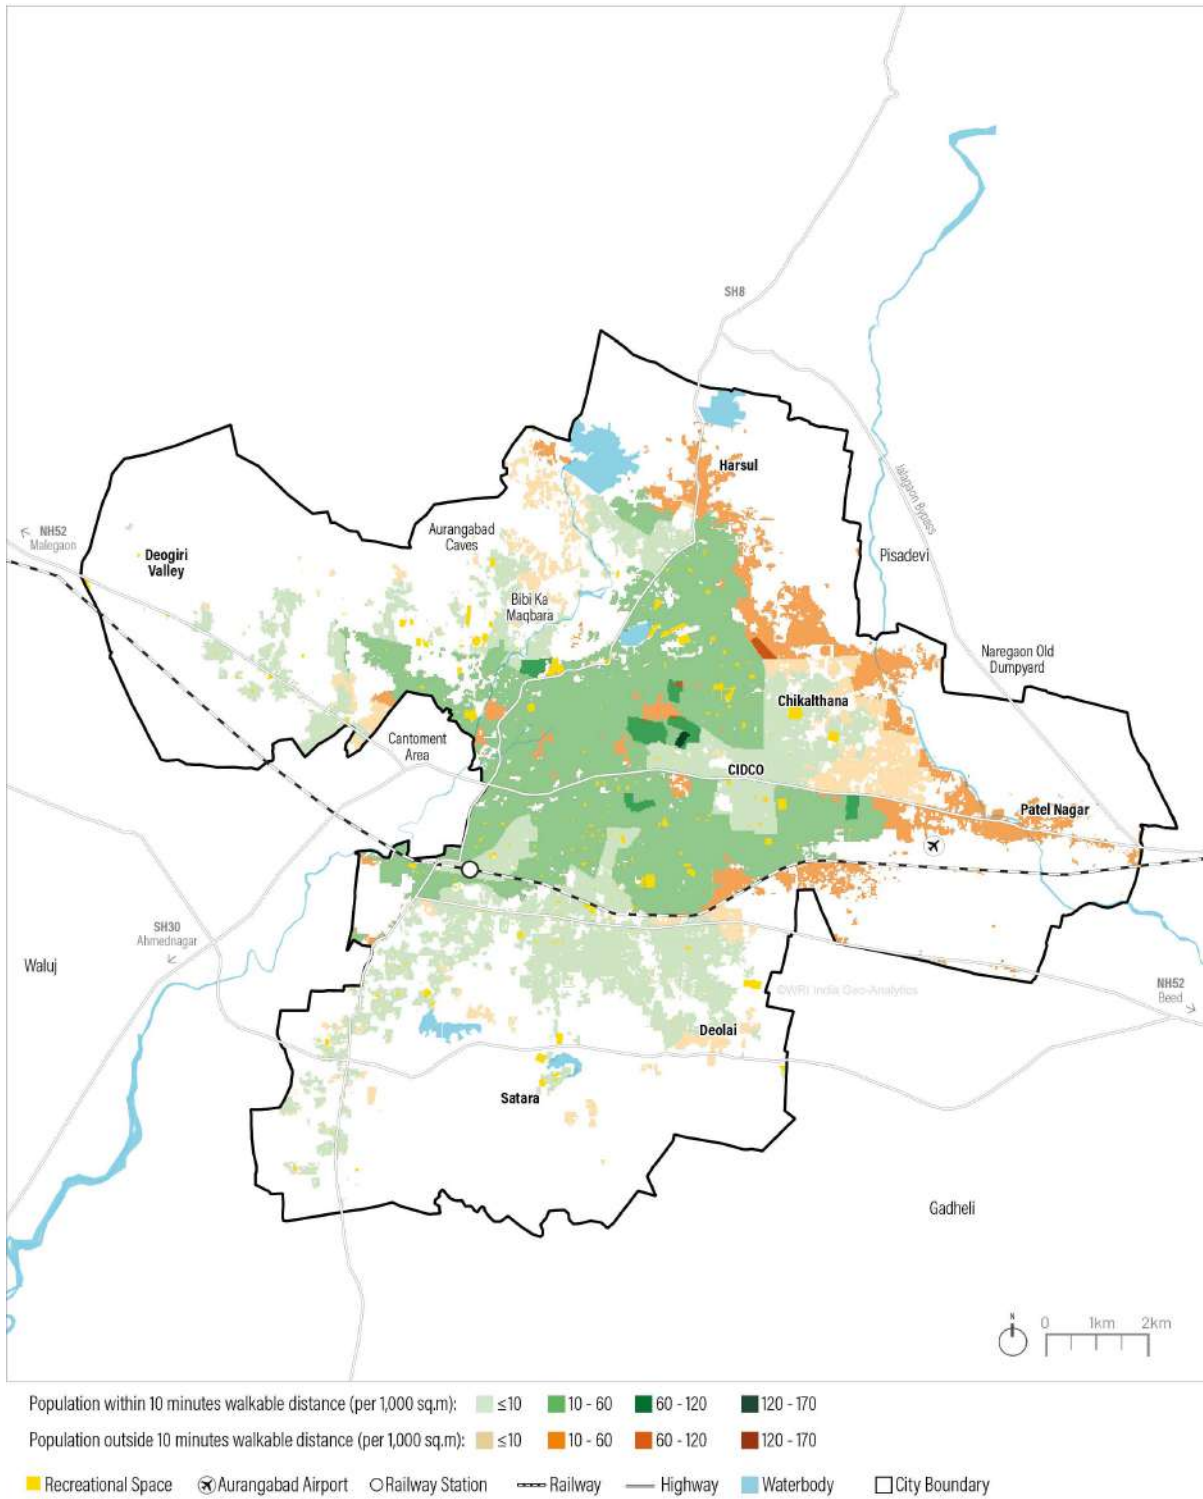 SH8
Harsul
Jalagaon Bypass
NH52
Malegaon
Aurangabad
Caves
Deogiri
Valley
Pisadevi
Bibi Ka
Maqbara
Naregaon Old
Dumpyard
Chikalthana
Cantoment
Area
CIDCO
Patel Nagar
SH30
Ahmednagar
Waluj
©WRI India Geo-Analytics
NH52
Beed
Deolai
Satara
Gadheli
N
0 1km 2km
Population within 10 minutes walkable distance (per 1,000 sq.m): ≤10 10 - 60 60 - 120 120 - 170
Population outside 10 minutes walkable distance (per 1,000 sq.m): ≤10 10 - 60 60 - 120 120 - 170
Recreational Space Aurangabad Airport Railway Station Railway Highway Waterbody City Boundary